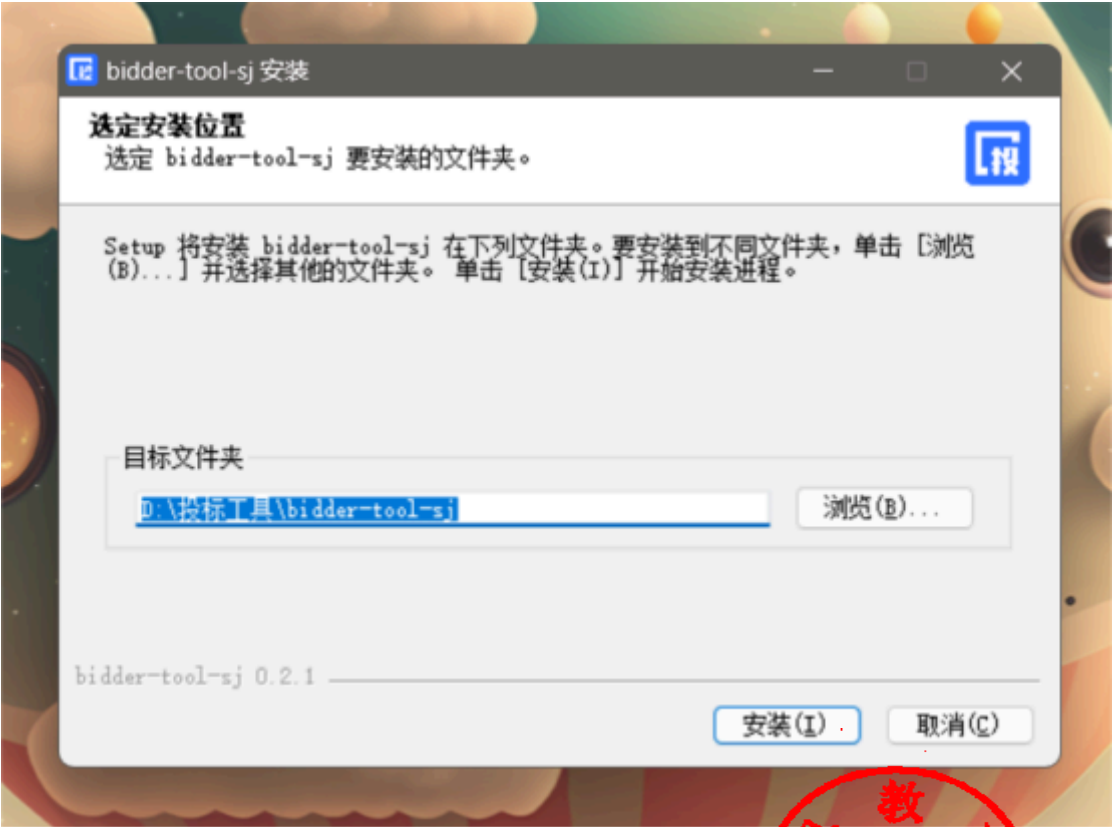 bidder-tool-sj 安装
选定安装位置
选定 bidder-tool-sj 要安装的文件夹。
投
Setup 将安装 bidder-tool-sj 在下列文件夹。要安装到不同文件夹，单击 [浏览
(B)...] 并选择其他的文件夹。 单击 [安装(I)] 开始安装进程。
目标文件夹
D:\投标工具\bidder-tool-sj
浏览(B)...
bidder-tool-sj 0.2.1
安装(I)
取消(C)
教